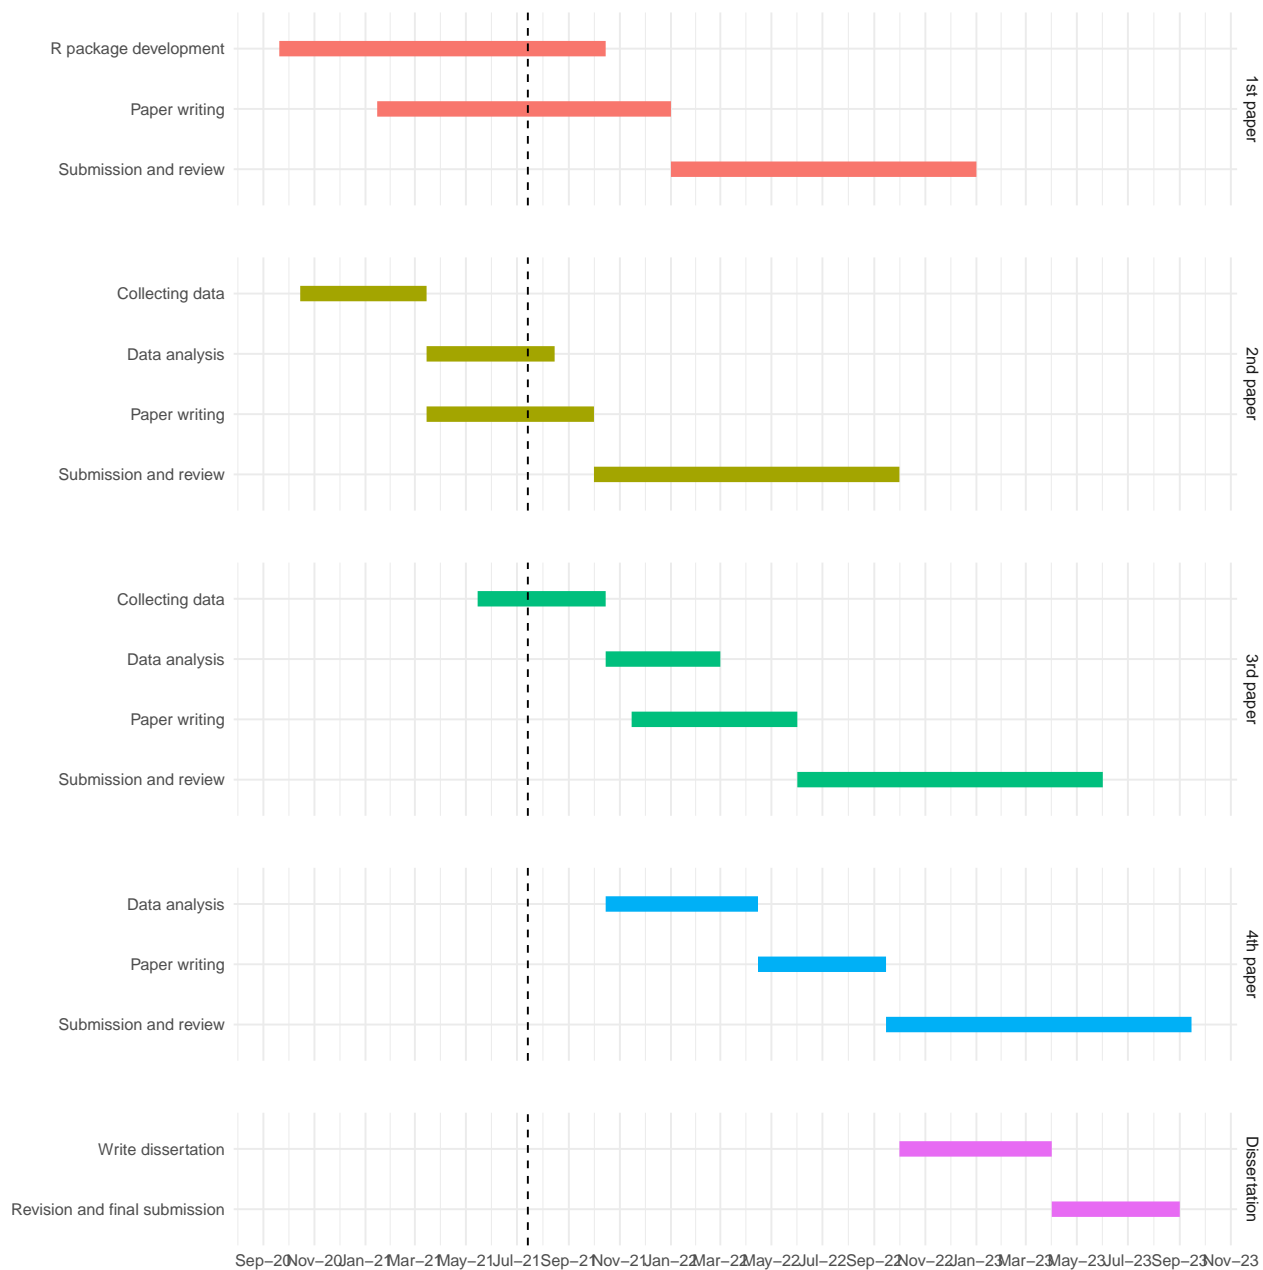 R package development
Paper writing
Submission and review
1st paper
Collecting data
Data analysis
Paper writing
Submission and review
2nd paper
Collecting data
Data analysis
Paper writing
Submission and review
3rd paper
Data analysis
Paper writing
Submission and review
4th paper
Write dissertation
Revision and final submission
Dissertation
Sep–20 Nov–20 Jan–21 Mar–21 May–21 Jul–21 Sep–21 Nov–21 Jan–22 Mar–22 May–22 Jul–22 Sep–22 Nov–22 Jan–23 Mar–23 May–23 Jul–23 Sep–23 Nov–23